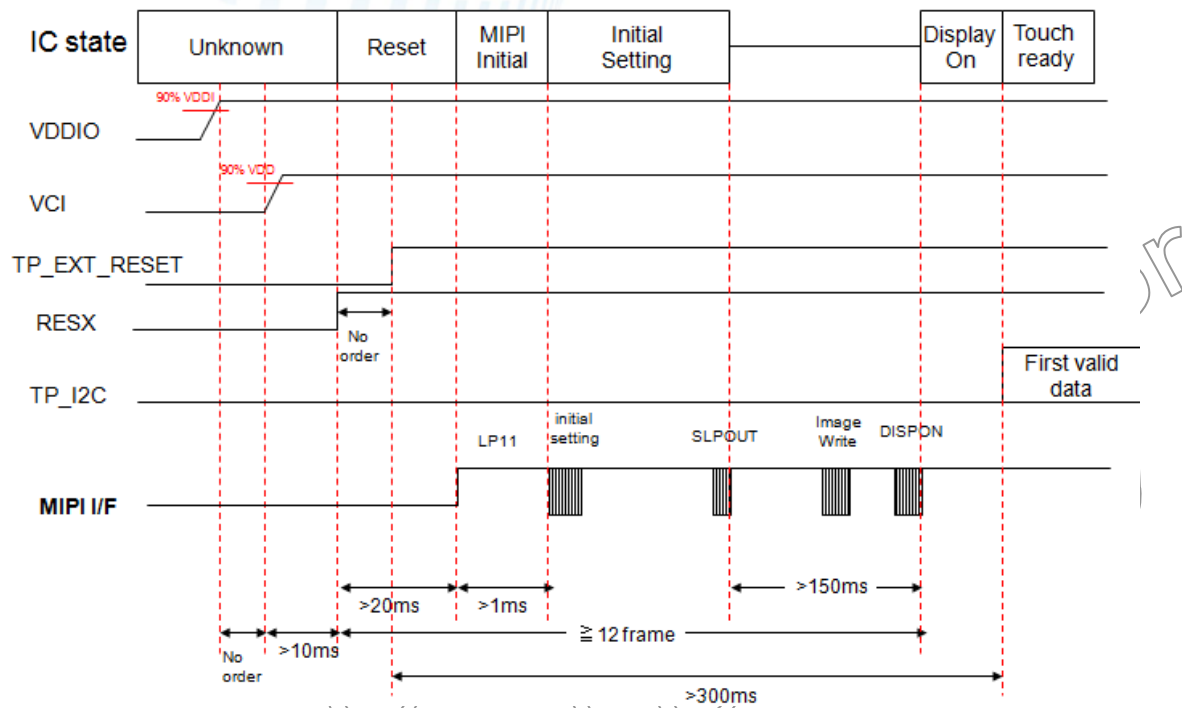 IC state
Unknown
Reset
MIPI
Initial
Initial
Setting
Display
On
Touch
ready
90% VDDI
VDDIO
90% VDD
VCI
TP_EXT_RESET
RESX
No
order
TP_I2C
First valid
data
LP11
initial
setting
SLPOUT
Image
Write
DISPON
MIPI I/F
>20ms
>1ms
>150ms
≧ 12 frame
No
order
>10ms
>300ms